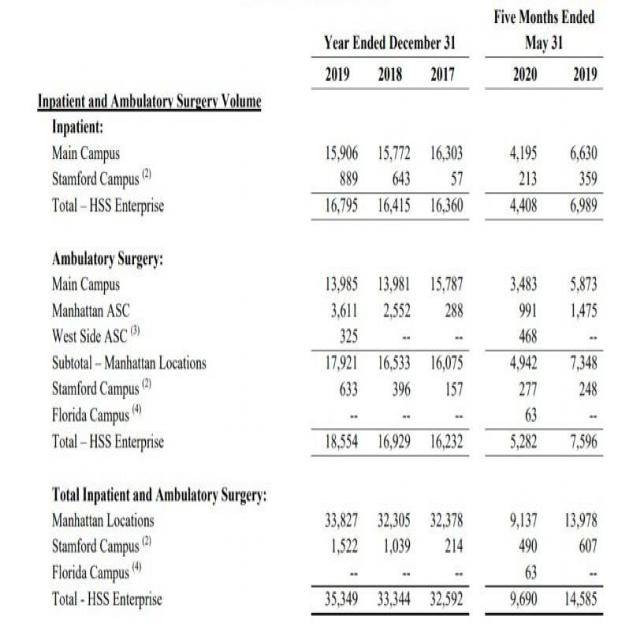 Five Months Ended
Year Ended December 31 May 31
2019 2018 2017 2020 2019
Inpatient and Ambulatory Surgery Volume
Inpatient:
Main Campus 15,906 15,772 16,303 4,195 6,630
Stamford Campus (2) 889 643 57 213 359
Total – HSS Enterprise 16,795 16,415 16,360 4,408 6,989
Ambulatory Surgery:
Main Campus 13,985 13,981 15,787 3,483 5,873
Manhattan ASC 3,611 2,552 288 991 1,475
West Side ASC (3) 325 -- -- 468 --
Subtotal – Manhattan Locations 17,921 16,533 16,075 4,942 7,348
Stamford Campus (2) 633 396 157 277 248
Florida Campus (4) -- -- -- 63 --
Total – HSS Enterprise 18,554 16,929 16,232 5,282 7,596
Total Inpatient and Ambulatory Surgery:
Manhattan Locations 33,827 32,305 32,378 9,137 13,978
Stamford Campus (2) 1,522 1,039 214 490 607
Florida Campus (4) -- -- -- 63 --
Total - HSS Enterprise 35,349 33,344 32,592 9,690 14,585